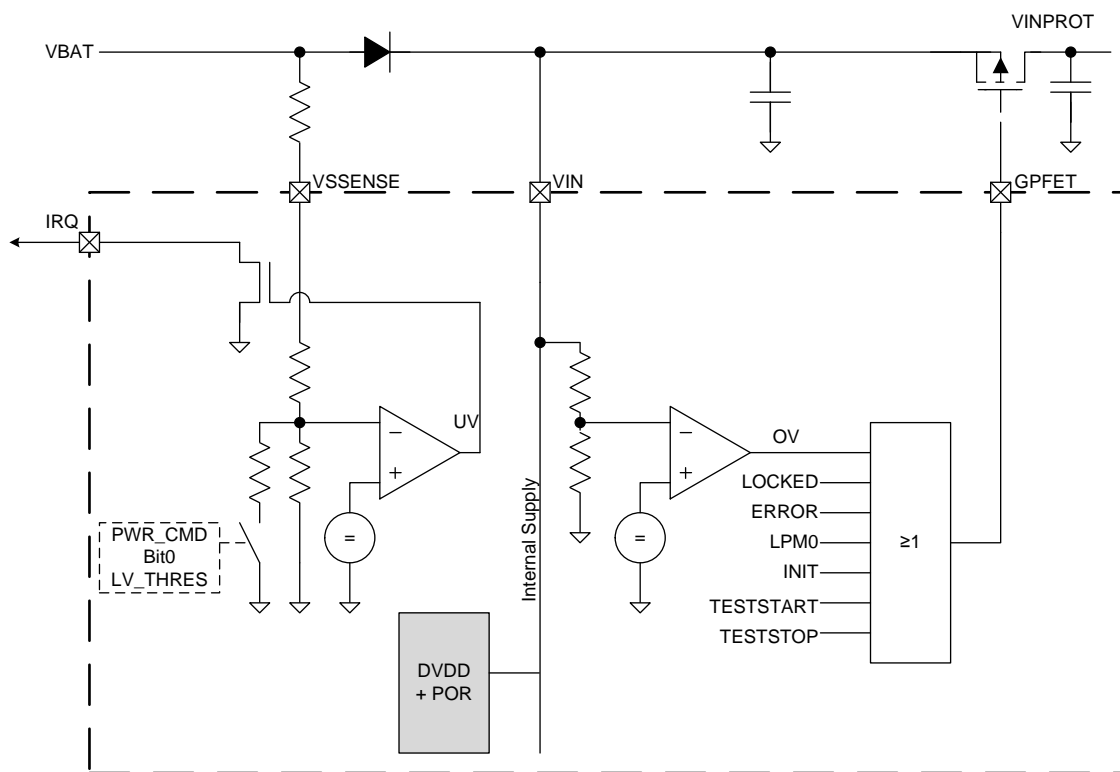 VBAT
VINPROT
VSSENSE
VIN
GPFET
IRQ
UV
OV
LOCKED
ERROR
LPM0
INIT
TESTSTART
TESTSTOP
≥1
−
+
=
−
+
=
PWR_CMD
Bit0
LV_THRES
Internal Supply
DVDD
+ POR